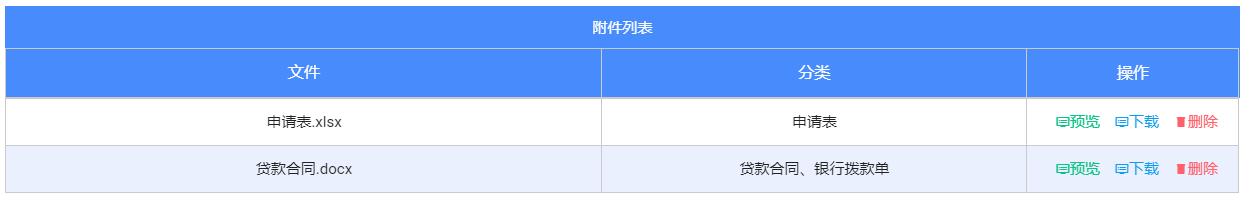 附件列表
文件 分类 操作
申请表.xlsx 申请表 预览 下载 删除
贷款合同.docx 贷款合同、银行拨款单 预览 下载 删除